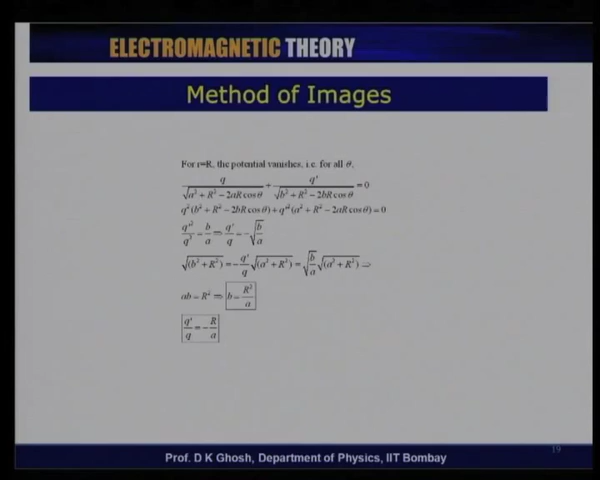 ELECTROMAGNETIC THEORY
Method of Images
For r=R, the potential vanishes, i.e. for all θ,
q/√(a² + R² − 2aR cos θ) + q'/√(b² + R² − 2bR cos θ) = 0
q²(b² + R² − 2bR cos θ) + q'²(a² + R² − 2aR cos θ) = 0
q'²/q² = b/a ⇒ q'/q = −√(b/a)
√(b² + R²) = −q'/q √(a² + R²) = √(b/a) √(a² + R²) ⇒
ab = R² ⇒ b = R²/a
q'/q = −R/a
19
Prof. D K Ghosh, Department of Physics, IIT Bombay